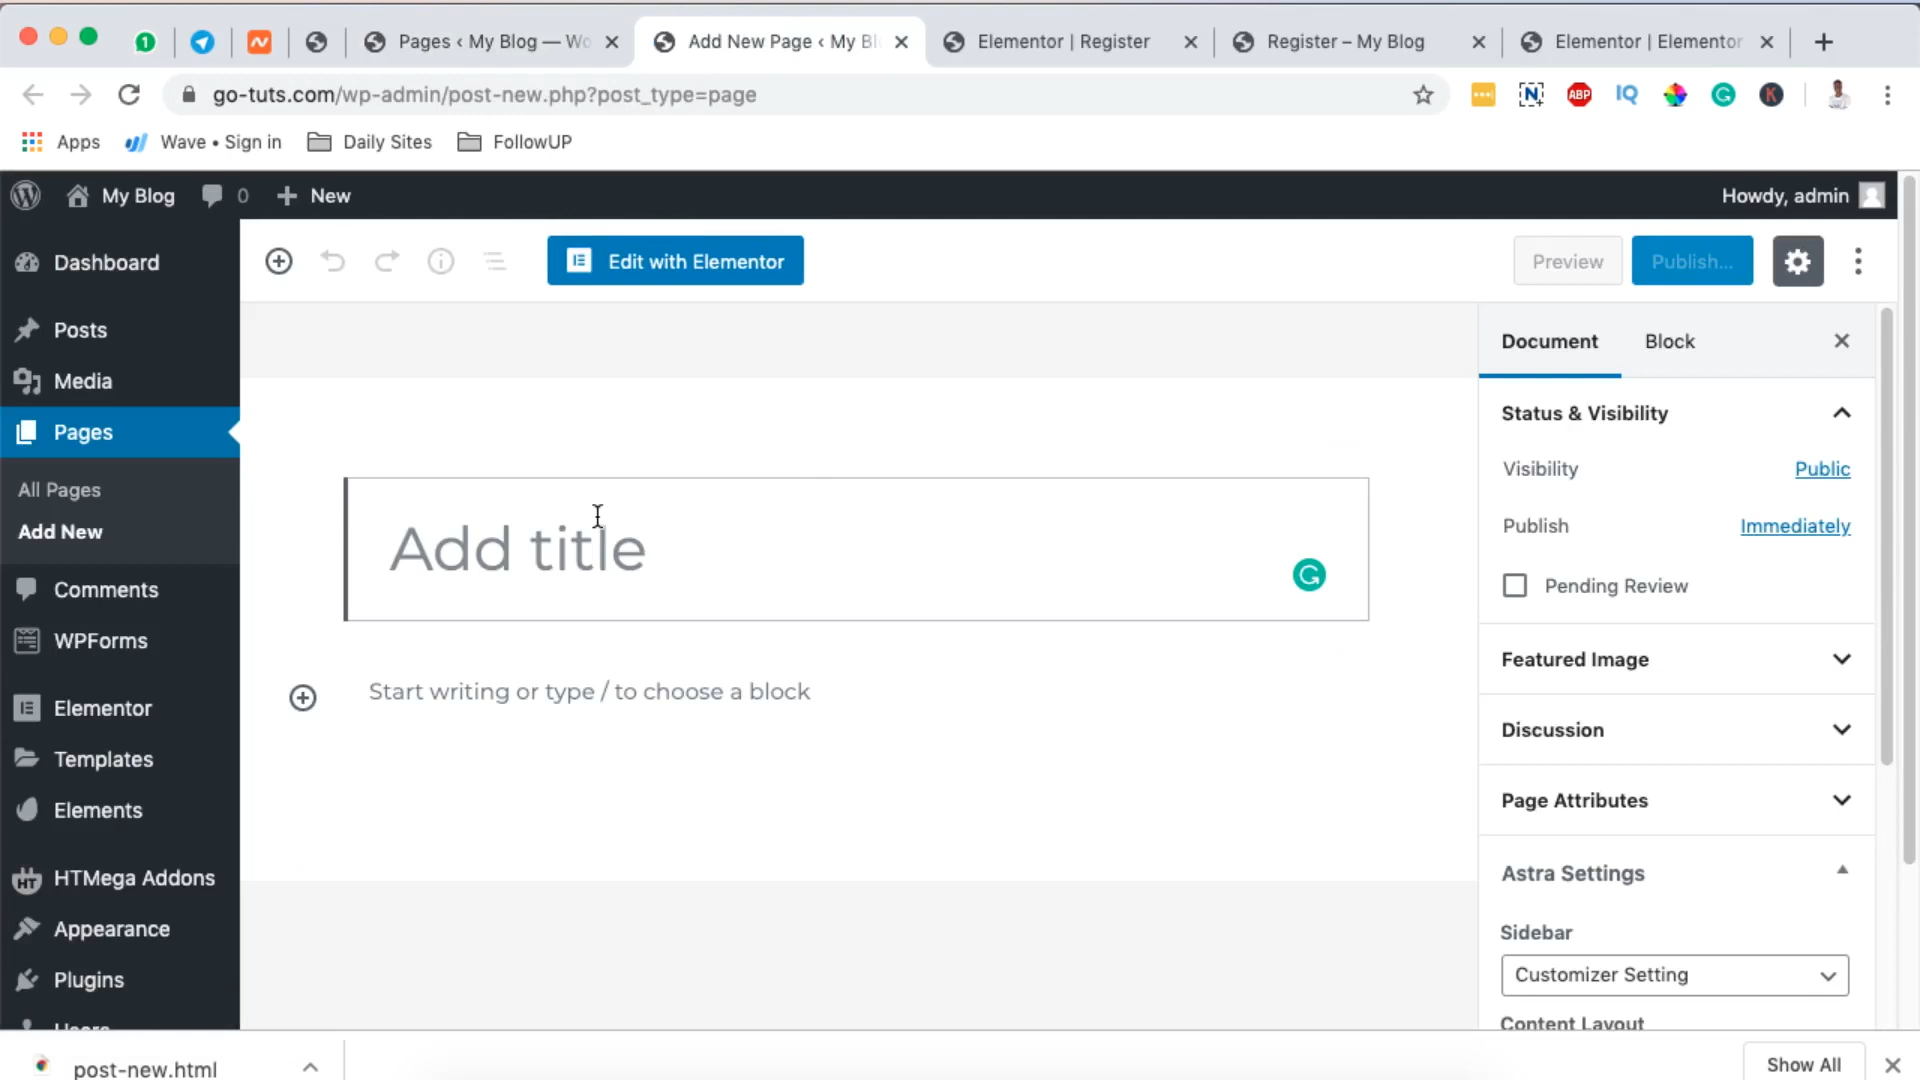 1
Pages ‹ My Blog — Wo
Add New Page ‹ My Bl
Elementor | Register
Register – My Blog
Elementor | Elementor
go-tuts.com/wp-admin/post-new.php?post_type=page
ABP
IQ
Apps
Wave • Sign in
Daily Sites
FollowUP
My Blog
0
New
Howdy, admin
Dashboard
Posts
Media
Pages
All Pages
Add New
Comments
WPForms
Elementor
Templates
Elements
HTMega Addons
Appearance
Plugins
Users
Edit with Elementor
Preview
Publish...
Add title
Start writing or type / to choose a block
Document
Block
Status & Visibility
Visibility
Public
Publish
Immediately
Pending Review
Featured Image
Discussion
Page Attributes
Astra Settings
Sidebar
Customizer Setting
Content Layout
post-new.html
Show All